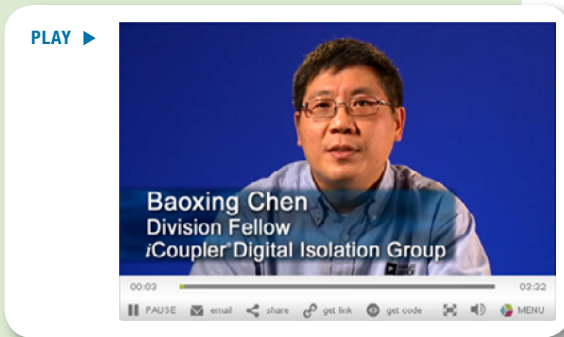 PLAY
Baoxing Chen
Division Fellow
iCoupler® Digital Isolation Group
00:03
03:32
PAUSE email share get link get code MENU